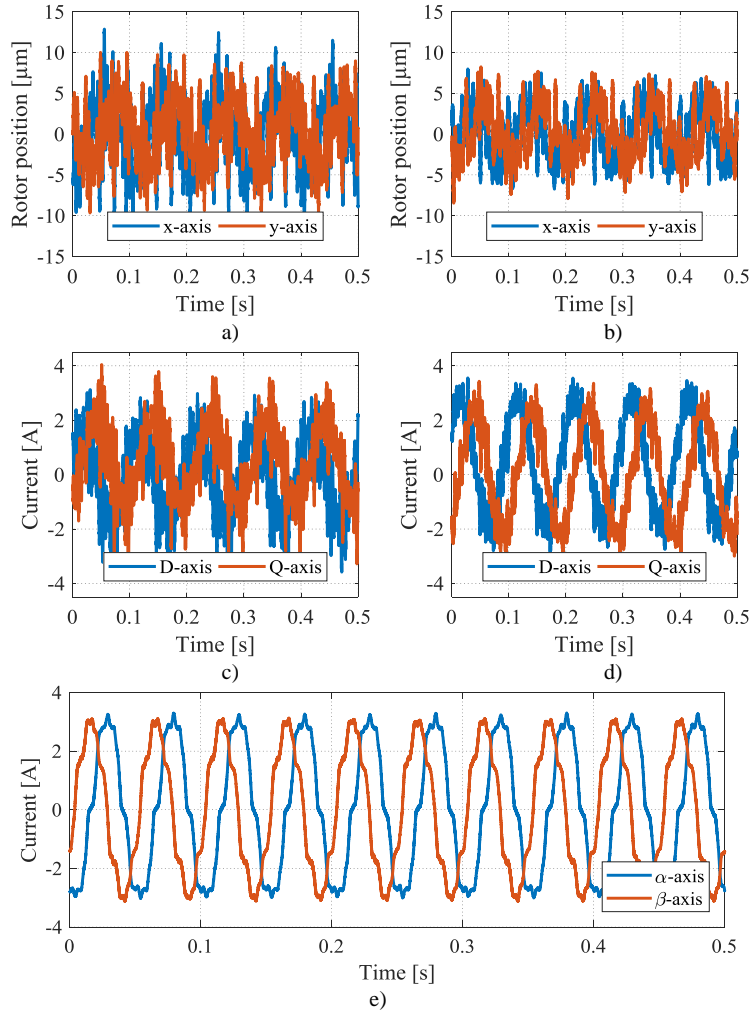 15
10
5
0
-5
-10
-15
Rotor position [μm]
x-axis
y-axis
0
0.1
0.2
0.3
0.4
0.5
Time [s]
a)
15
10
5
0
-5
-10
-15
Rotor position [μm]
x-axis
y-axis
0
0.1
0.2
0.3
0.4
0.5
Time [s]
b)
4
2
0
-2
-4
Current [A]
D-axis
Q-axis
0
0.1
0.2
0.3
0.4
0.5
Time [s]
c)
4
2
0
-2
-4
Current [A]
D-axis
Q-axis
0
0.1
0.2
0.3
0.4
0.5
Time [s]
d)
4
2
0
-2
-4
Current [A]
α-axis
β-axis
0
0.1
0.2
0.3
0.4
0.5
Time [s]
e)